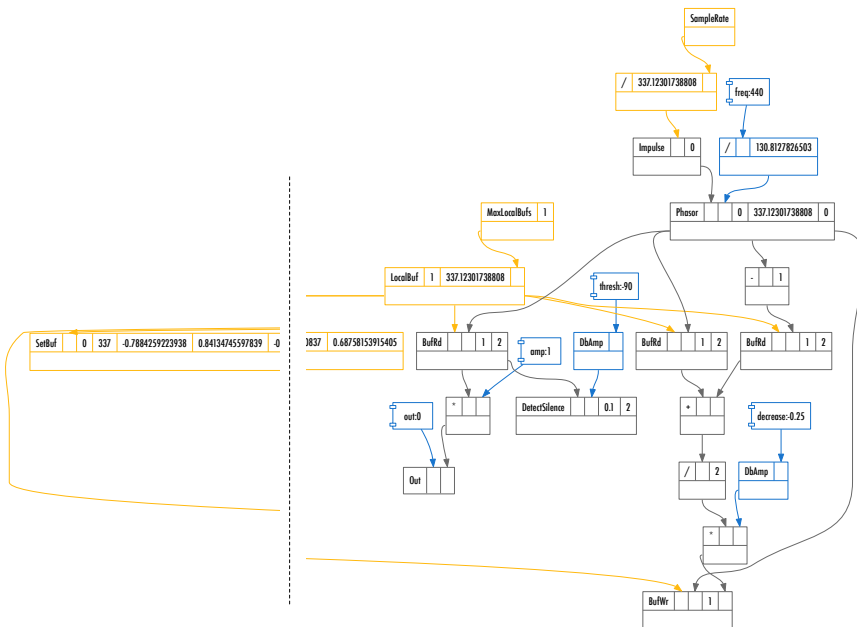 SampleRate
/ 337.12301738808
freq:440
Impulse 0
/ 130.8127826503
MaxLocalBufs 1
Phasor 0 337.12301738808 0
LocalBuf 1 337.12301738808
thresh:-90
- 1
SetBuf 0 337 -0.7884259223938 0.84134745597839 -0
0837 0.68758153915405
BufRd 1 2
amp:1
DbAmp
BufRd 1 2
BufRd 1 2
out:0
*
DetectSilence 0.1 2
+
decrease:-0.25
Out
/ 2
DbAmp
*
BufWr 1